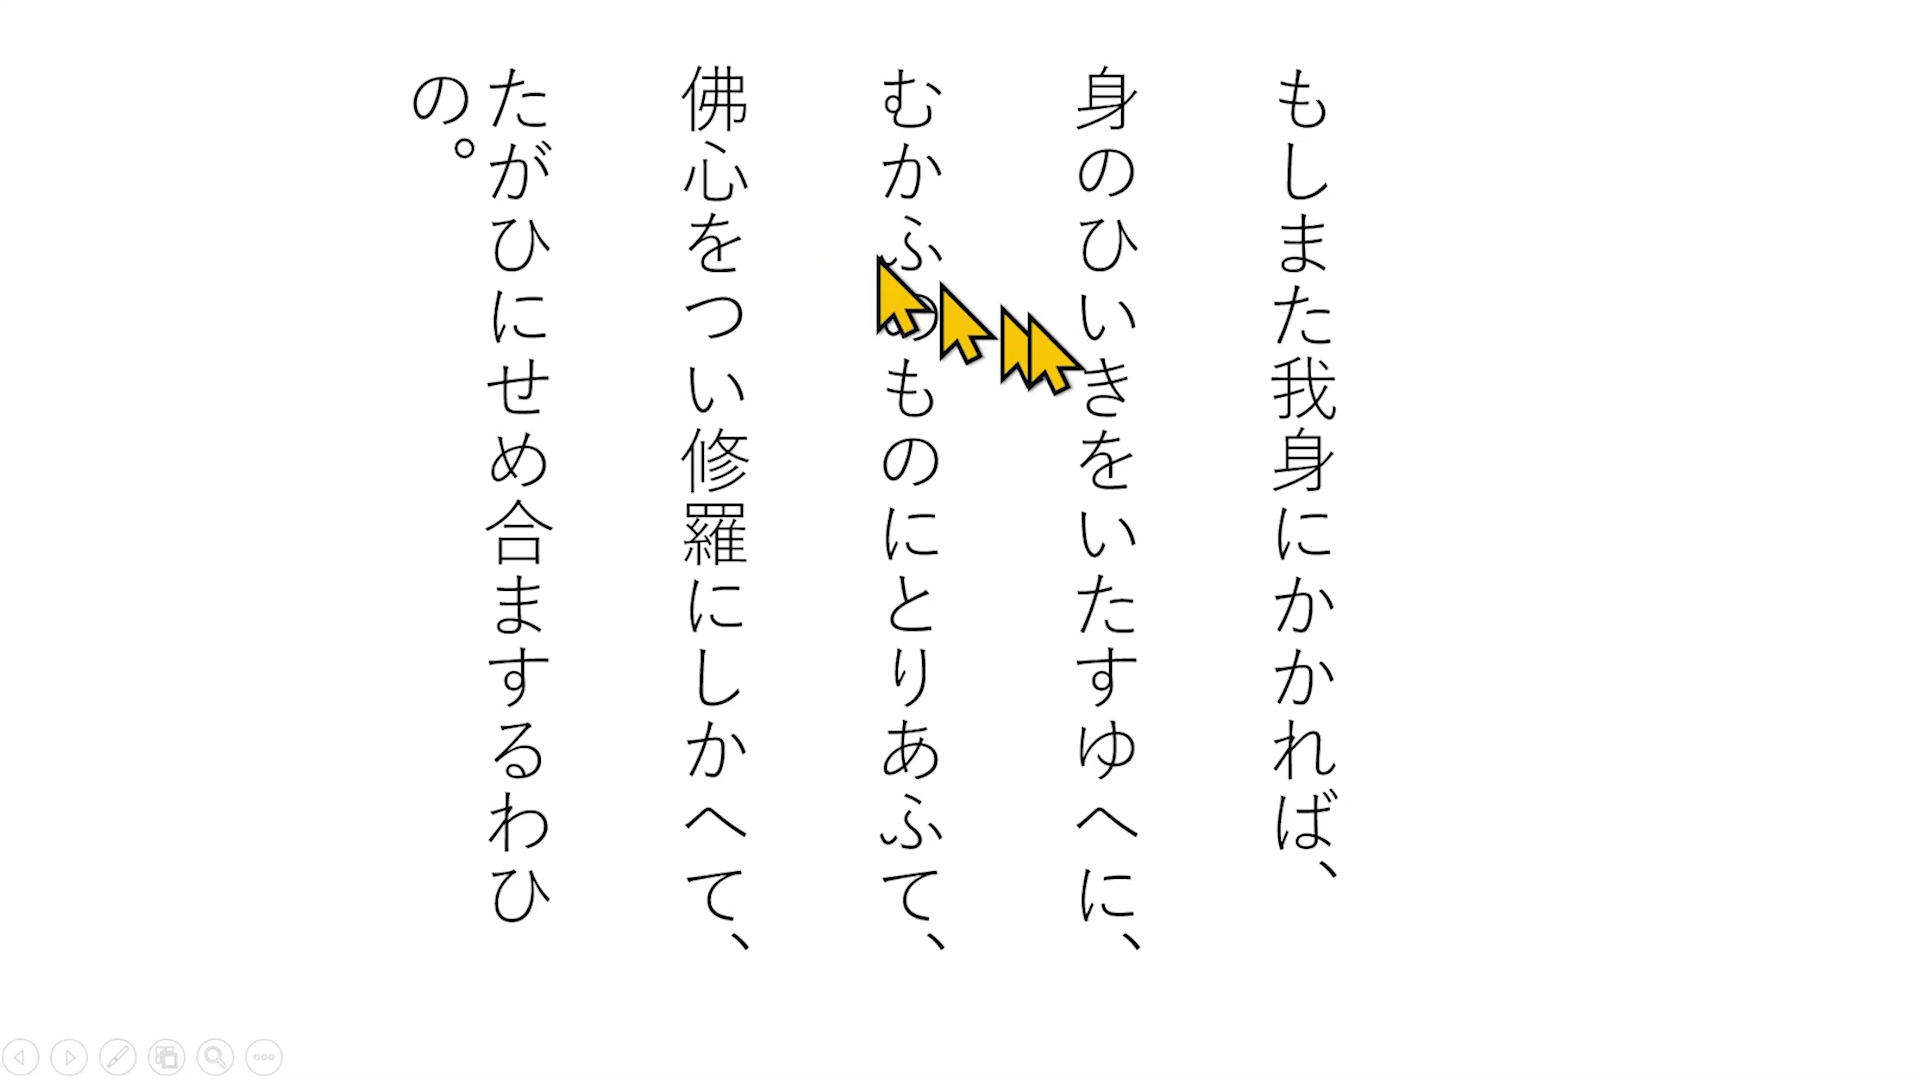 もしまた我身にかかれば、
身のひいきをいたすゆへに、
むかふのものにとりあふて、
佛心をつい修羅にしかへて、
たがひにせめ合まするわひ
の。